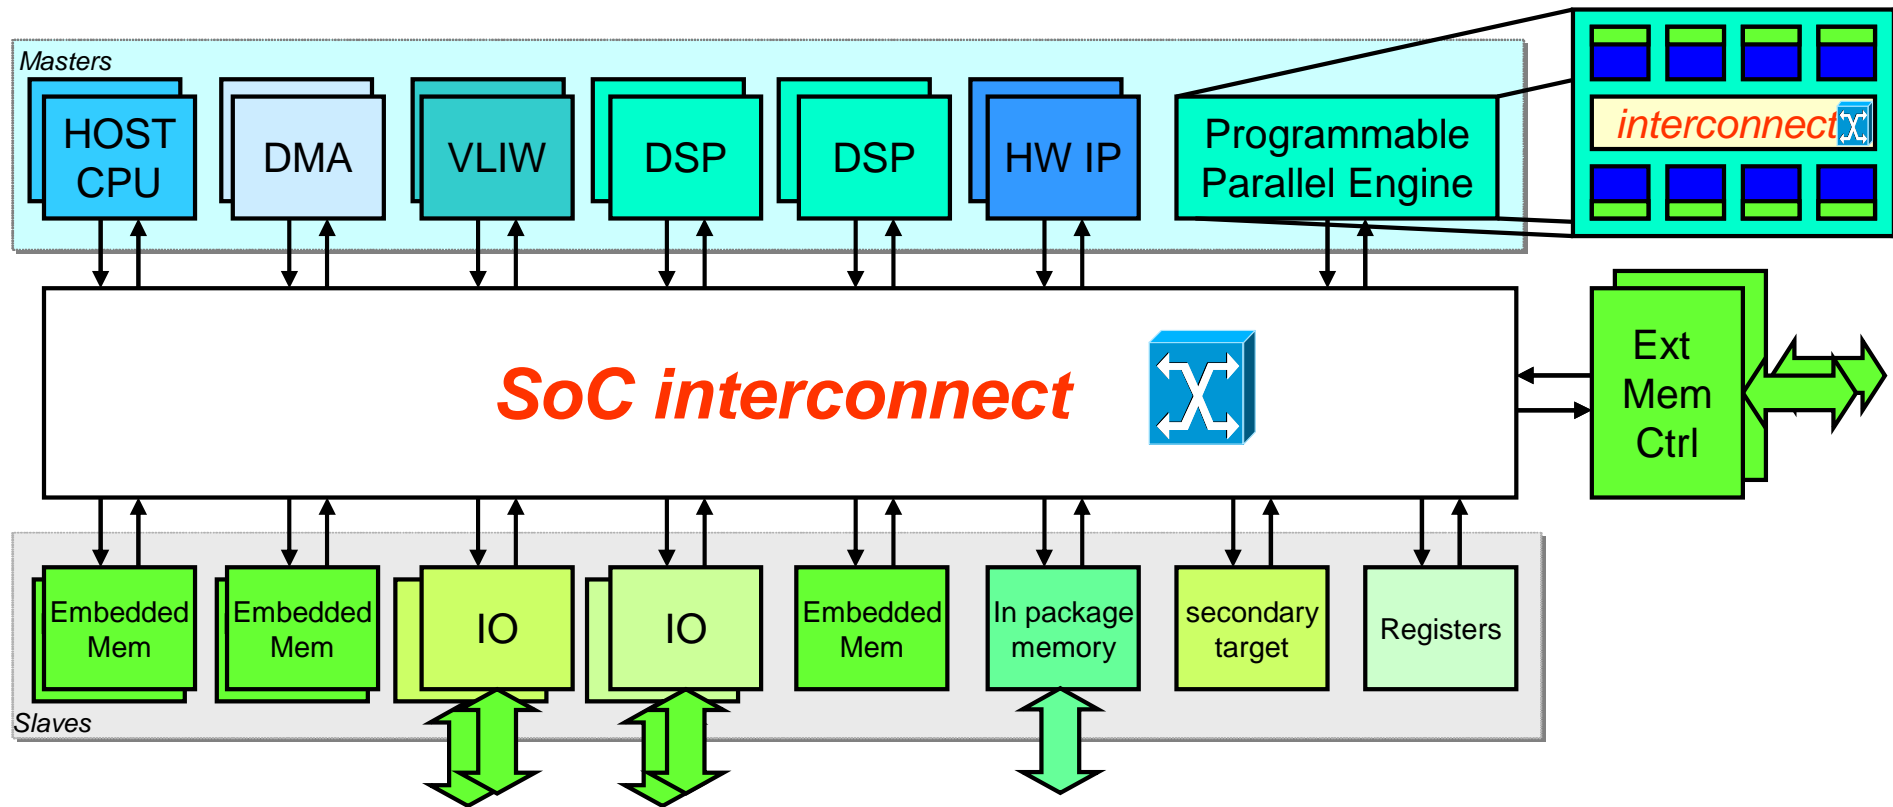 Masters
HOST
CPU
DMA
VLIW
DSP
DSP
HW IP
Programmable
Parallel Engine
interconnect
SoC interconnect
Ext
Mem
Ctrl
Embedded
Mem
Embedded
Mem
IO
IO
Embedded
Mem
In package
memory
secondary
target
Registers
Slaves